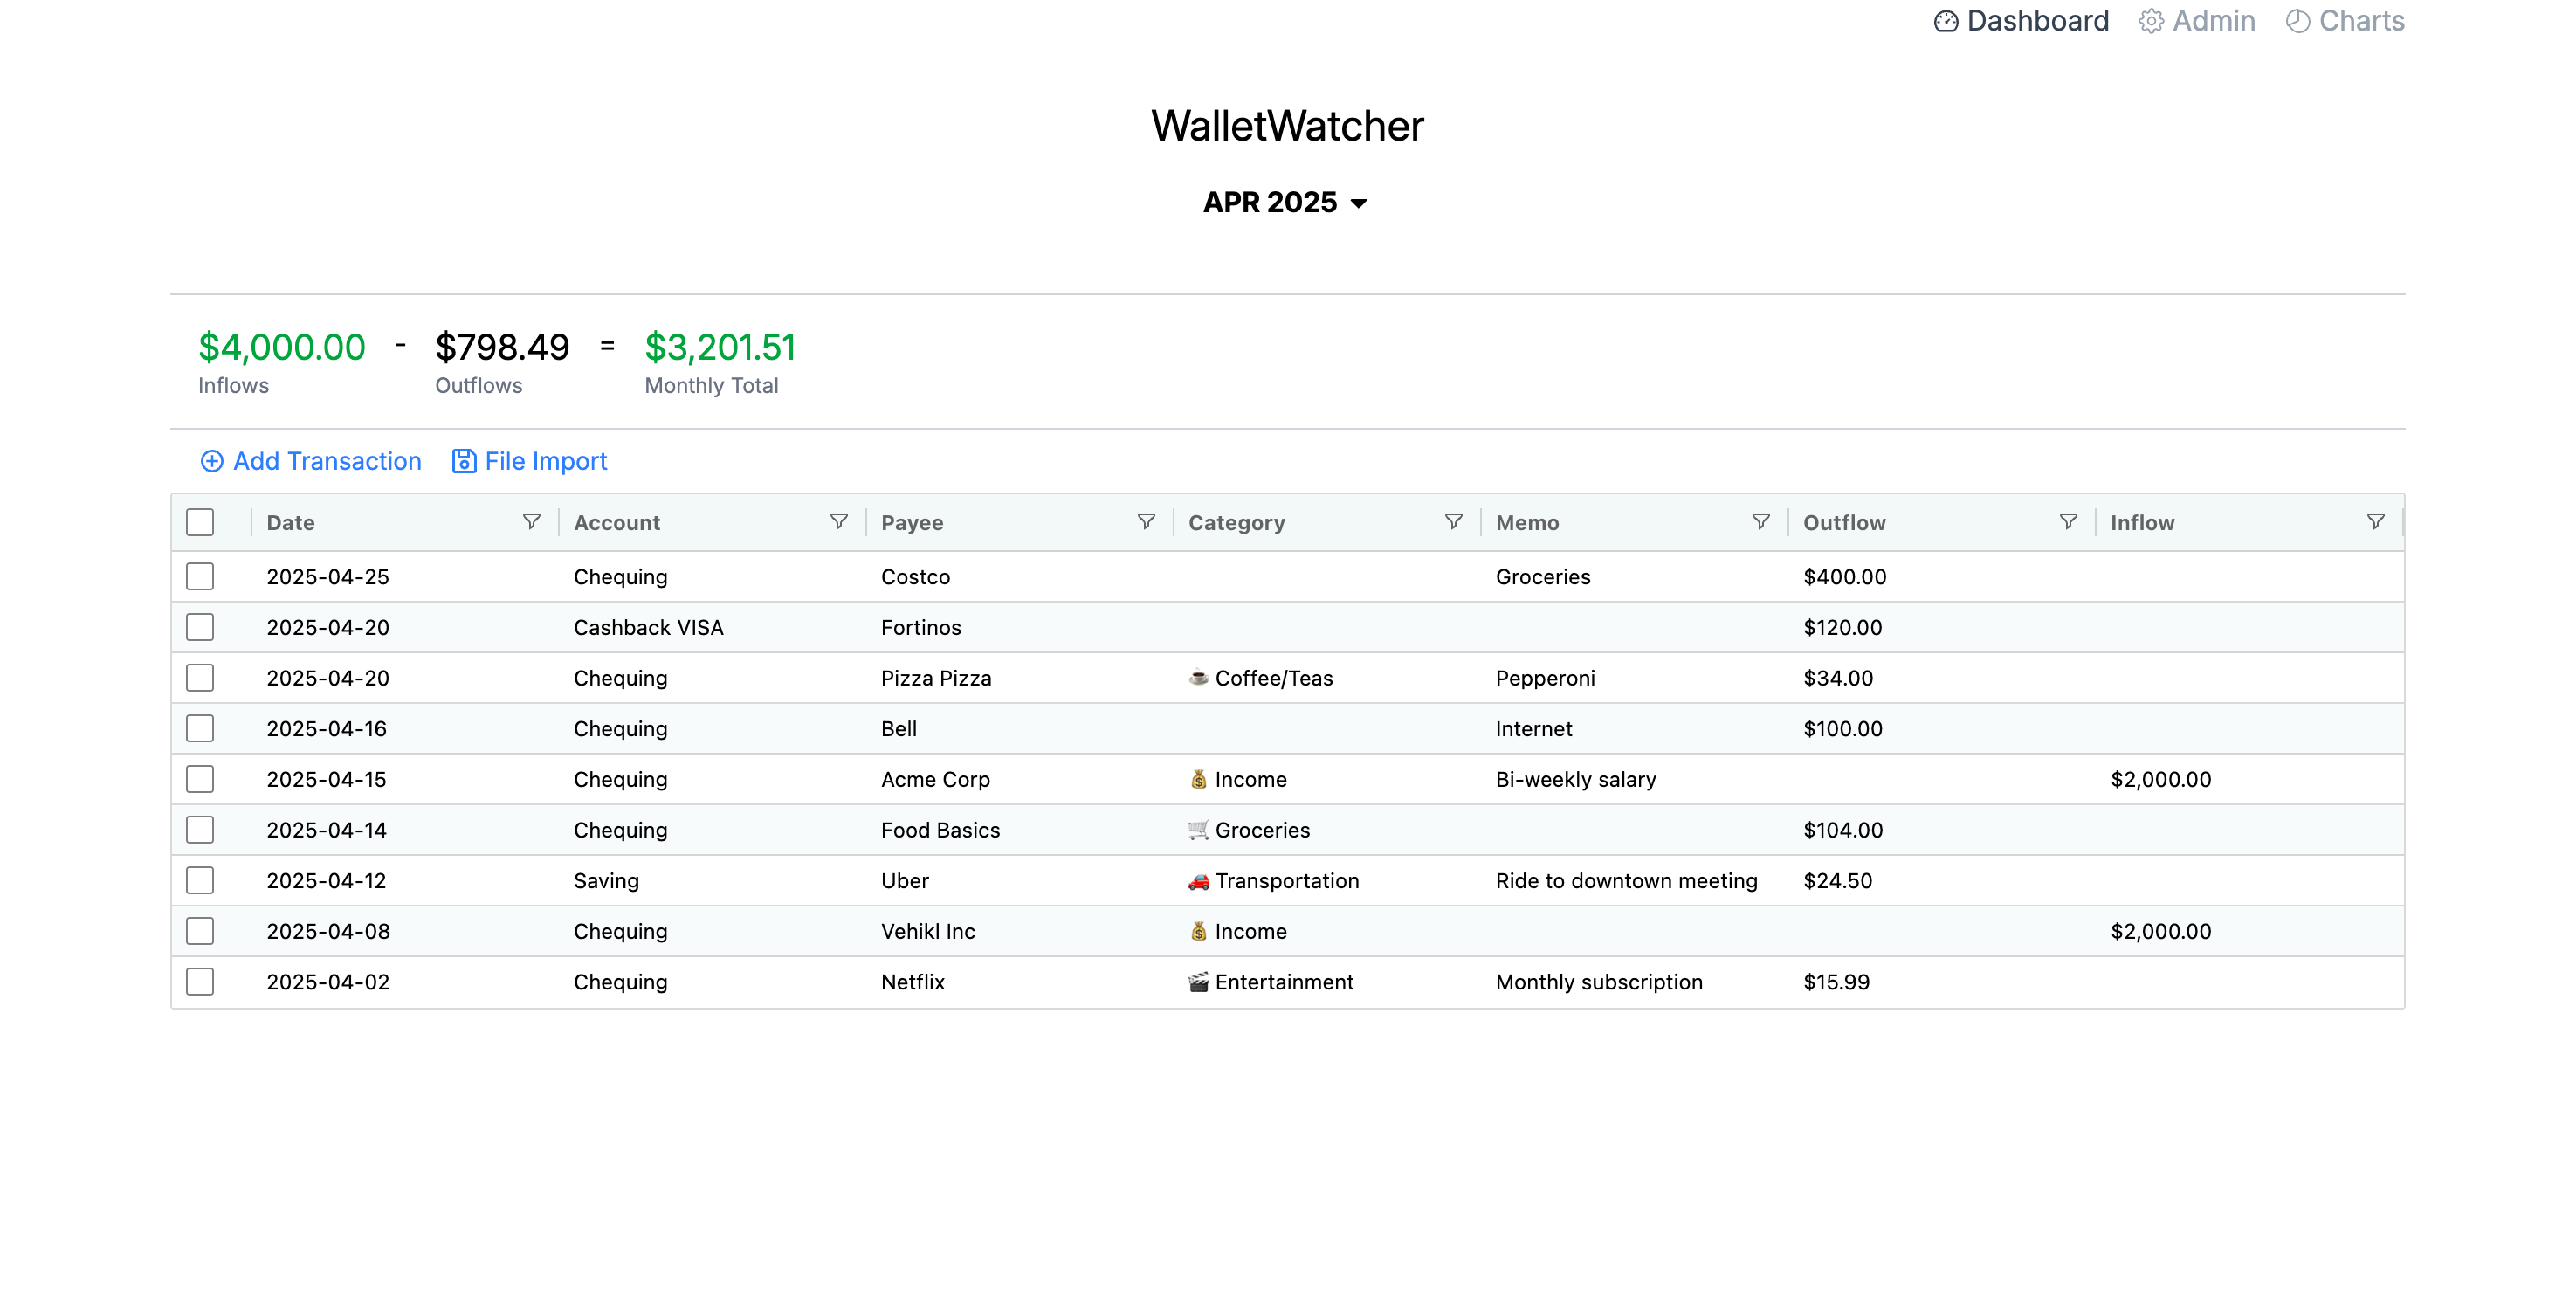 Dashboard Admin Charts
WalletWatcher
APR 2025
$4,000.00 - $798.49 = $3,201.51
Inflows Outflows Monthly Total
Add Transaction File Import
Date Account Payee Category Memo Outflow Inflow
2025-04-25 Chequing Costco Groceries $400.00
2025-04-20 Cashback VISA Fortinos $120.00
2025-04-20 Chequing Pizza Pizza ☕ Coffee/Teas Pepperoni $34.00
2025-04-16 Chequing Bell Internet $100.00
2025-04-15 Chequing Acme Corp 💰 Income Bi-weekly salary $2,000.00
2025-04-14 Chequing Food Basics 🛒 Groceries $104.00
2025-04-12 Saving Uber 🚗 Transportation Ride to downtown meeting $24.50
2025-04-08 Chequing Vehikl Inc 💰 Income $2,000.00
2025-04-02 Chequing Netflix 🎬 Entertainment Monthly subscription $15.99